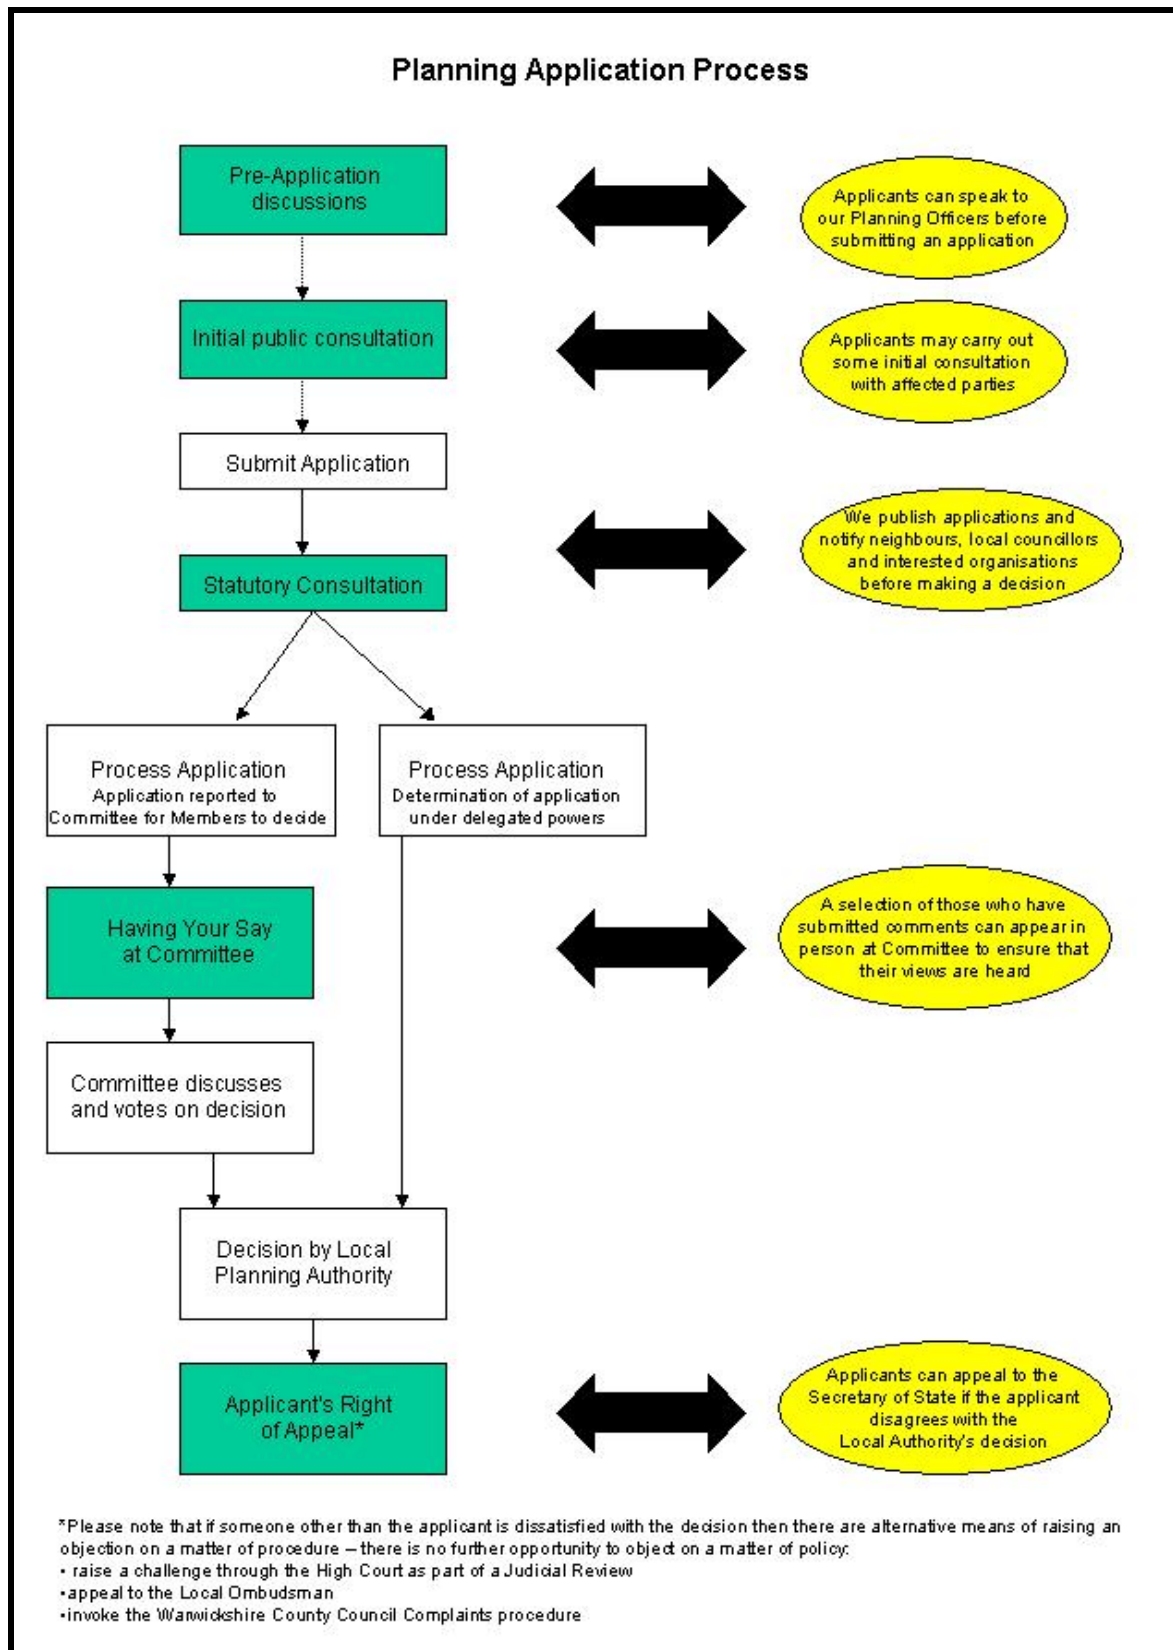 Planning Application Process
Pre-Application
discussions
Applicants can speak to
our Planning Officers before
submitting an application
Initial public consultation
Applicants may carry out
some initial consultation
with affected parties
Submit Application
Statutory Consultation
We publish applications and
notify neighbours, local councillors
and interested organisations
before making a decision
Process Application
Application reported to
Committee for Members to decide
Process Application
Determination of application
under delegated powers
Having Your Say
at Committee
A selection of those who have
submitted comments can appear in
person at Committee to ensure that
their views are heard
Committee discusses
and votes on decision
Decision by Local
Planning Authority
Applicant's Right
of Appeal*
Applicants can appeal to the
Secretary of State if the applicant
disagrees with the
Local Authority's decision
*Please note that if someone other than the applicant is dissatisfied with the decision then there are alternative means of raising an
objection on a matter of procedure – there is no further opportunity to object on a matter of policy:
• raise a challenge through the High Court as part of a Judicial Review
•appeal to the Local Ombudsman
•invoke the Warwickshire County Council Complaints procedure